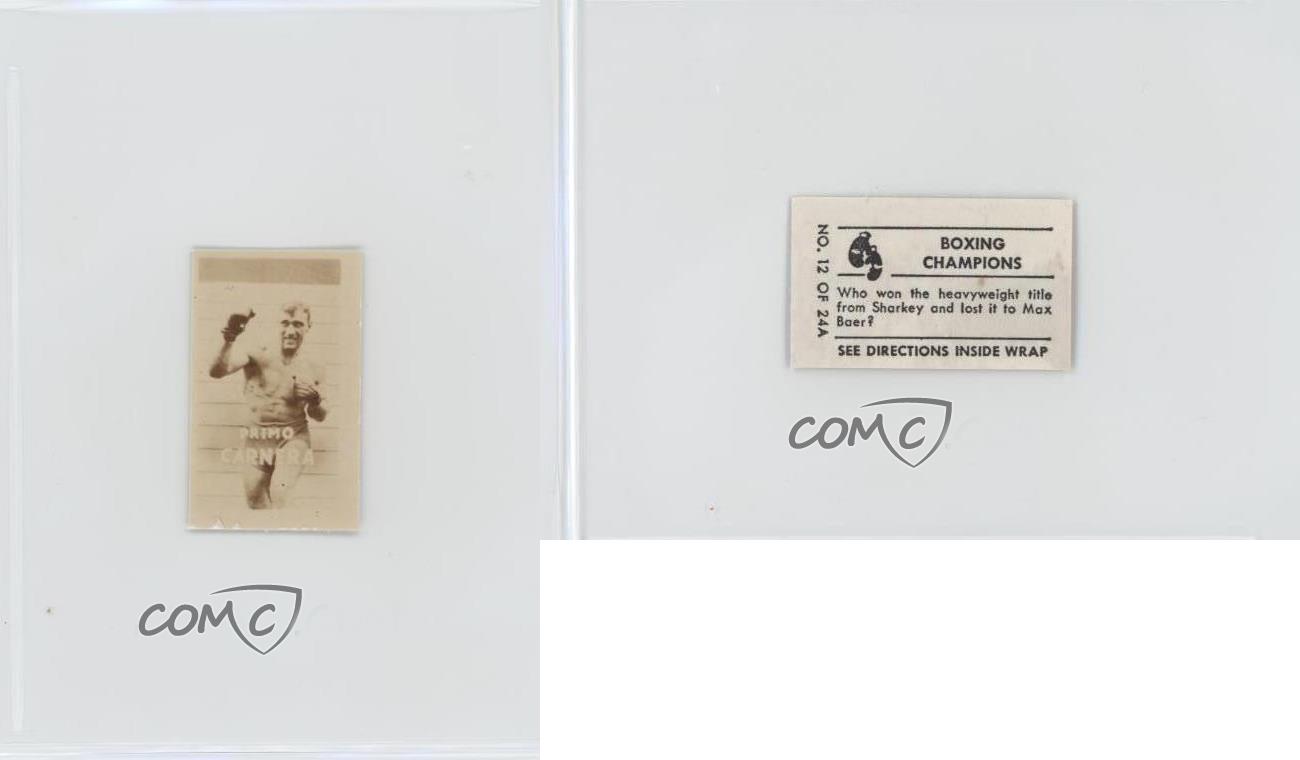 PRIMO
CARNERA
COMC
NO. 12 OF 24A
BOXING
CHAMPIONS
Who won the heavyweight title
from Sharkey and lost it to Max
Baer?
SEE DIRECTIONS INSIDE WRAP
COMC